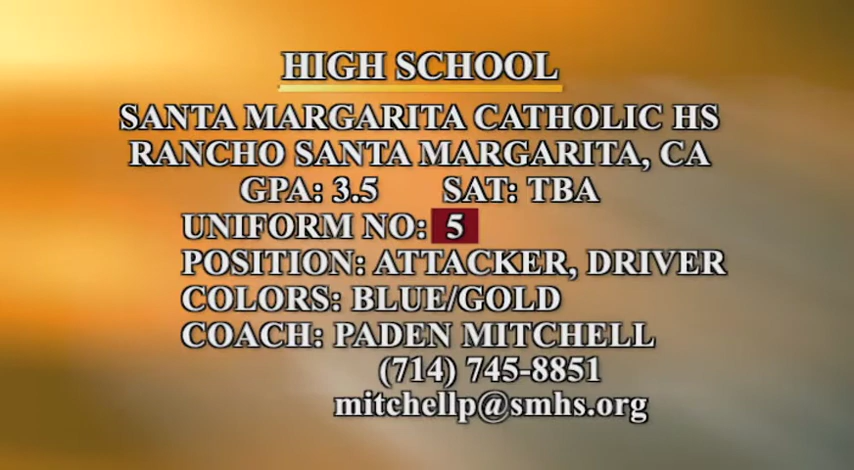 HIGH SCHOOL
SANTA MARGARITA CATHOLIC HS
RANCHO SANTA MARGARITA, CA
GPA: 3.5 SAT: TBA
UNIFORM NO: 5
POSITION: ATTACKER, DRIVER
COLORS: BLUE/GOLD
COACH: PADEN MITCHELL
(714) 745-8851
mitchellp@smhs.org